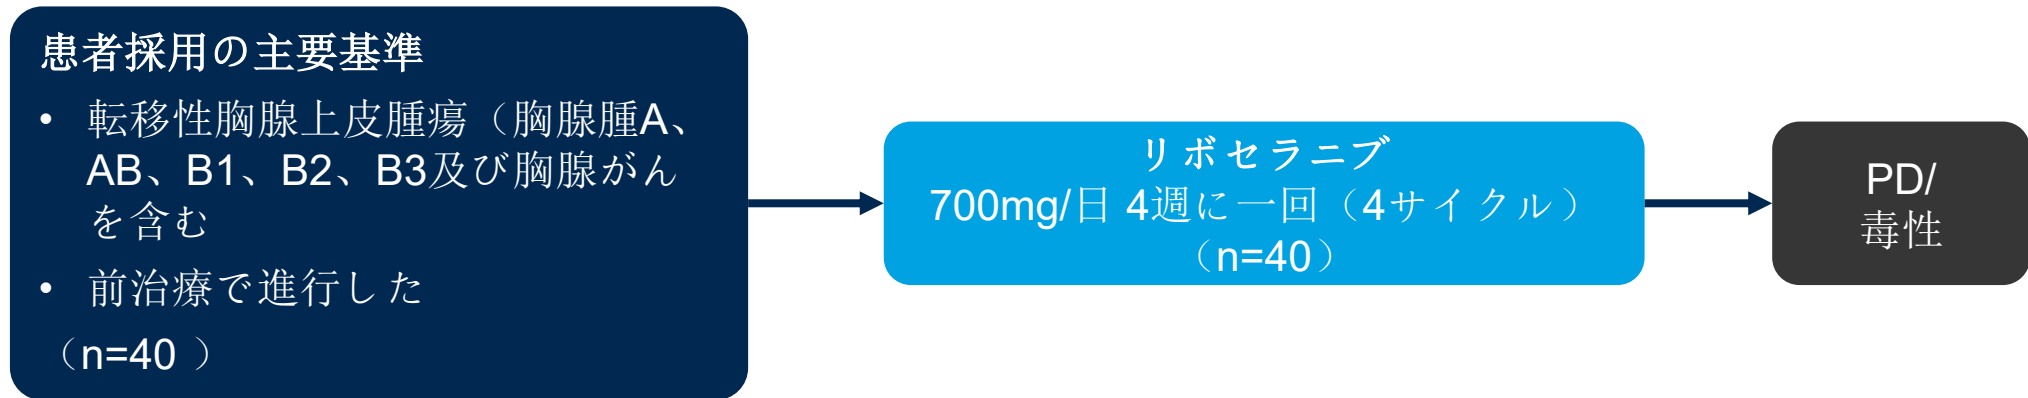 患者採用の主要基準
• 転移性胸腺上皮腫瘍（胸腺腫A、
AB、B1、B2、B3及び胸腺がん
を含む
• 前治療で進行した
（n=40 ）
リボセラニブ
700mg/日 4週に一回（4サイクル）
（n=40）
PD/
毒性